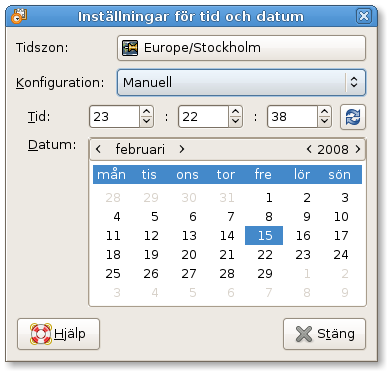 Inställningar för tid och datum
Tidszon: Europe/Stockholm
Konfiguration: Manuell
Tid: 23 : 22 : 38
Datum: < februari > < 2008 >
mån tis ons tor fre lör sön
28 29 30 31 1 2 3
4 5 6 7 8 9 10
11 12 13 14 15 16 17
18 19 20 21 22 23 24
25 26 27 28 29 1 2
3 4 5 6 7 8 9
Hjälp Stäng